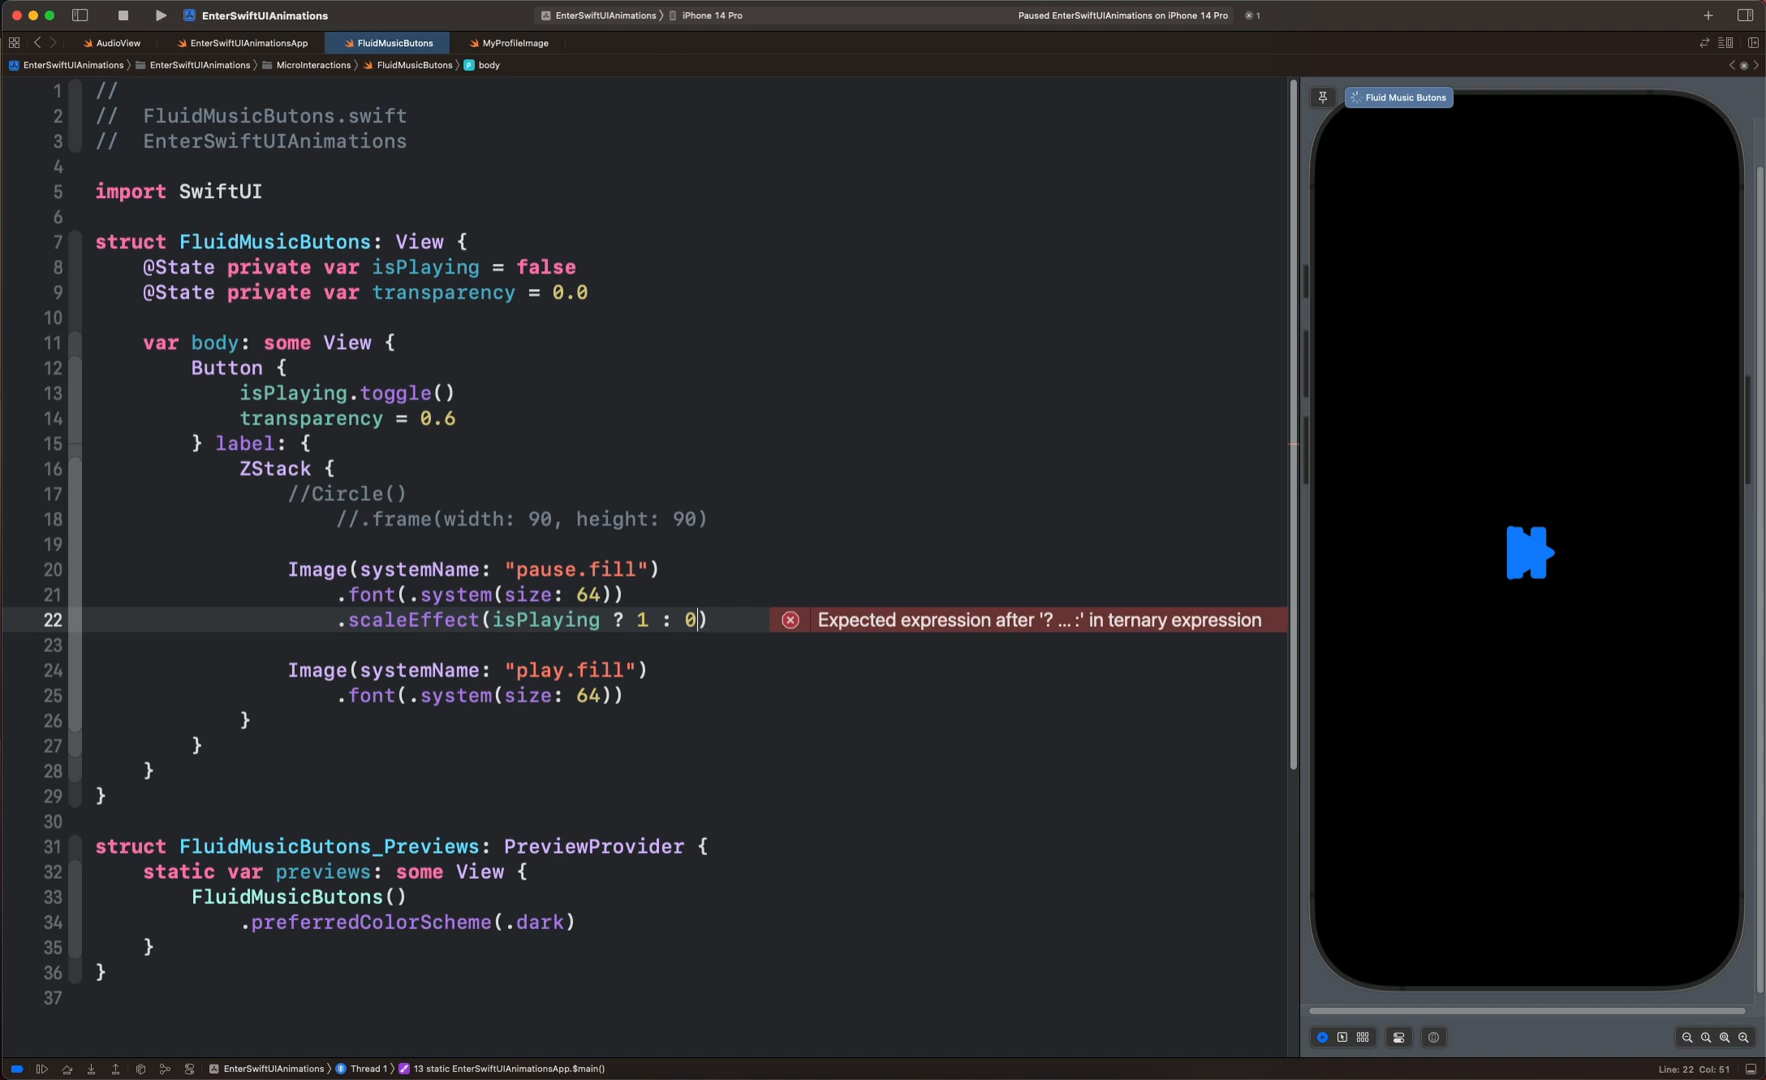 EnterSwiftUIAnimations
EnterSwiftUIAnimations 〉 iPhone 14 Pro
Paused EnterSwiftUIAnimations on iPhone 14 Pro
1
AudioView
EnterSwiftUIAnimationsApp
FluidMusicButons
MyProfileImage
EnterSwiftUIAnimations 〉 EnterSwiftUIAnimations 〉 MicroInteractions 〉 FluidMusicButons 〉 body
1 //
2 //  FluidMusicButons.swift
3 //  EnterSwiftUIAnimations
4
5 import SwiftUI
6
7 struct FluidMusicButons: View {
8     @State private var isPlaying = false
9     @State private var transparency = 0.0
10
11     var body: some View {
12         Button {
13             isPlaying.toggle()
14             transparency = 0.6
15         } label: {
16             ZStack {
17                 //Circle()
18                     //.frame(width: 90, height: 90)
19
20                 Image(systemName: "pause.fill")
21                     .font(.system(size: 64))
22                     .scaleEffect(isPlaying ? 1 : 0) Expected expression after '? ... :' in ternary expression
23
24                 Image(systemName: "play.fill")
25                     .font(.system(size: 64))
26             }
27         }
28     }
29 }
30
31 struct FluidMusicButons_Previews: PreviewProvider {
32     static var previews: some View {
33         FluidMusicButons()
34             .preferredColorScheme(.dark)
35     }
36 }
37
Fluid Music Butons
EnterSwiftUIAnimations 〉 Thread 1 〉 13 static EnterSwiftUIAnimationsApp.$main()
Line: 22 Col: 51